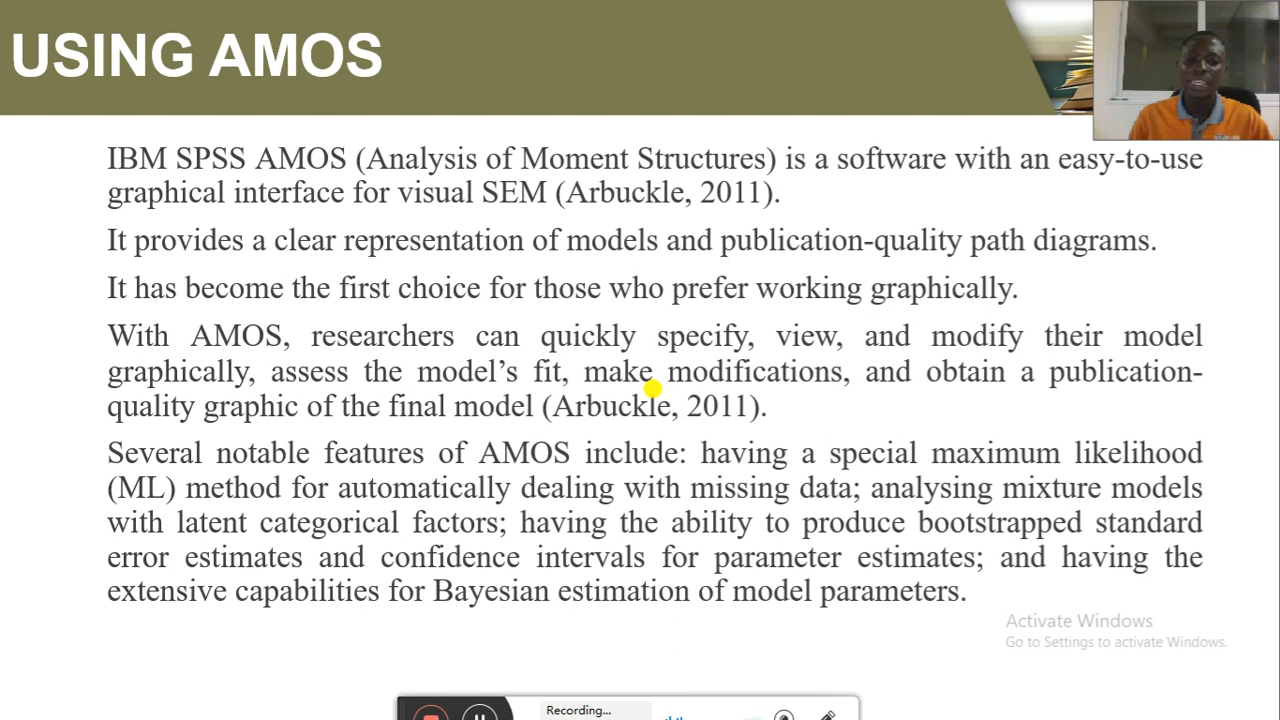 USING AMOS
IBM SPSS AMOS (Analysis of Moment Structures) is a software with an easy-to-use
graphical interface for visual SEM (Arbuckle, 2011).
It provides a clear representation of models and publication-quality path diagrams.
It has become the first choice for those who prefer working graphically.
With AMOS, researchers can quickly specify, view, and modify their model
graphically, assess the model’s fit, make modifications, and obtain a publication-
quality graphic of the final model (Arbuckle, 2011).
Several notable features of AMOS include: having a special maximum likelihood
(ML) method for automatically dealing with missing data; analysing mixture models
with latent categorical factors; having the ability to produce bootstrapped standard
error estimates and confidence intervals for parameter estimates; and having the
extensive capabilities for Bayesian estimation of model parameters.
Activate Windows
Go to Settings to activate Windows.
Recording...